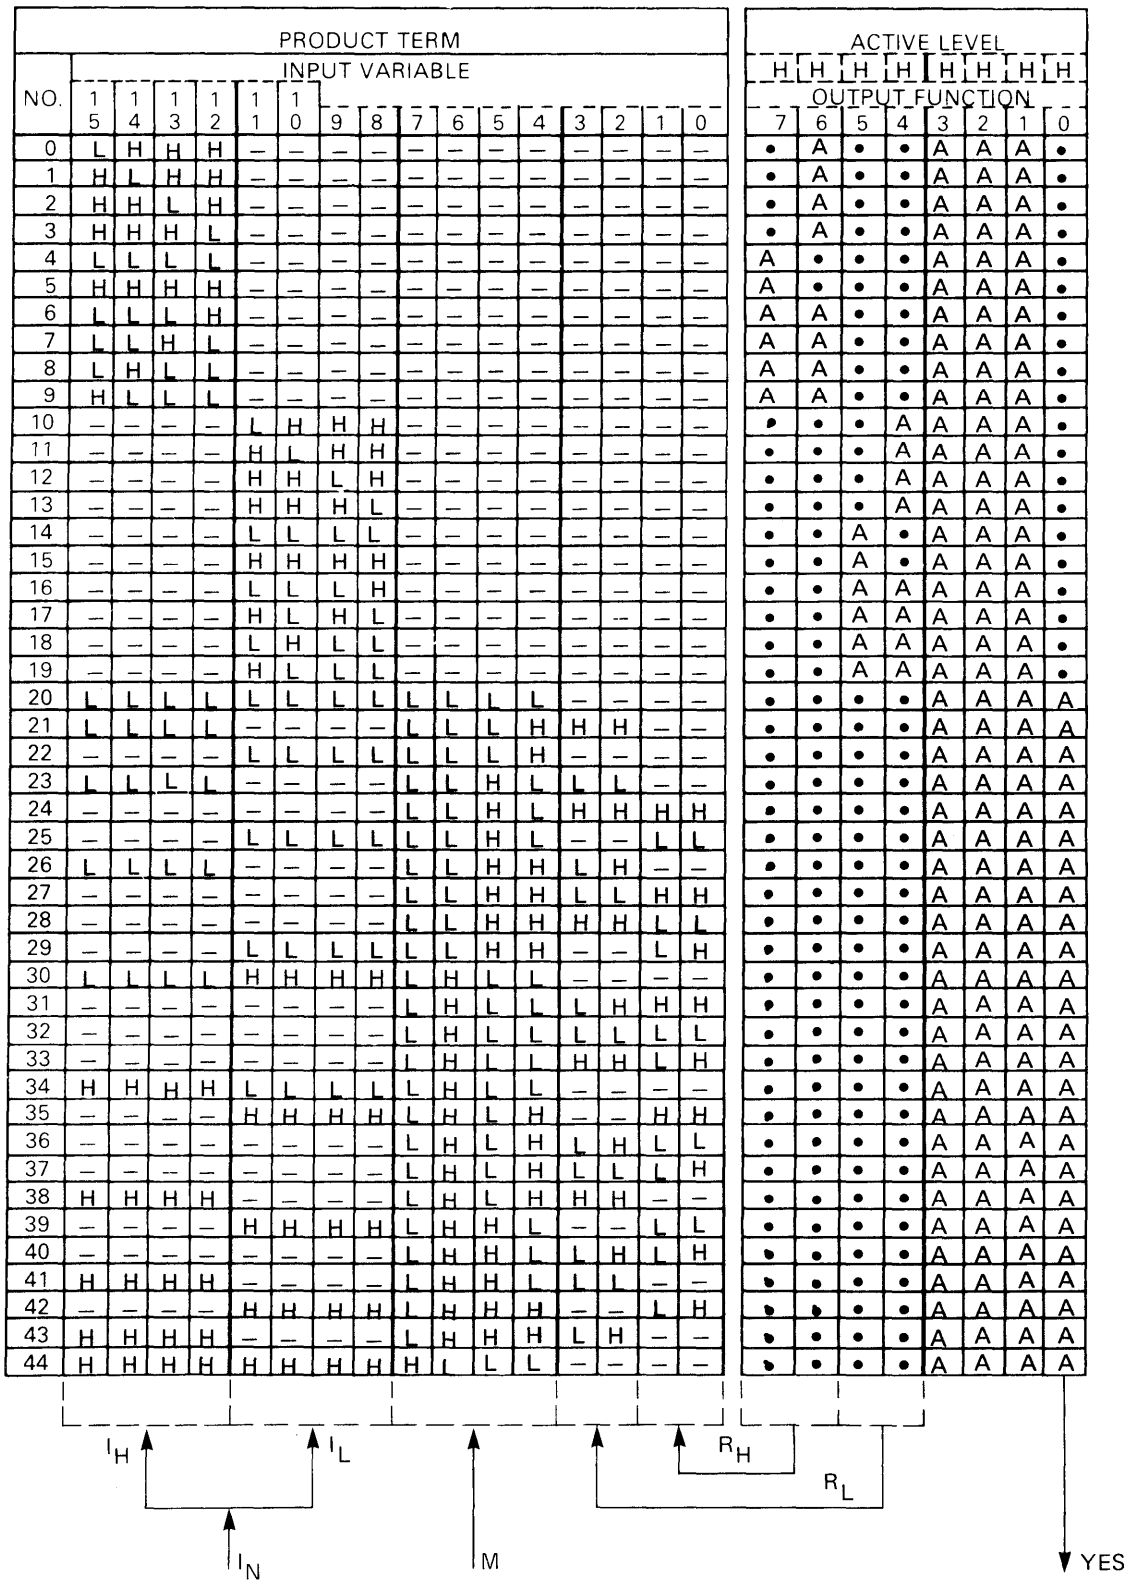 PRODUCT TERM ACTIVE LEVEL
INPUT VARIABLE H H H H H H H H
NO. 15 14 13 12 11 10 9 8 7 6 5 4 3 2 1 0 OUTPUT FUNCTION
7 6 5 4 3 2 1 0
0 L H H H – – – – – – – – – – – – • A • • A A A •
1 H L H H – – – – – – – – – – – – • A • • A A A •
2 H H L H – – – – – – – – – – – – • A • • A A A •
3 H H H L – – – – – – – – – – – – • A • • A A A •
4 L L L L – – – – – – – – – – – – A • • • A A A •
5 H H H H – – – – – – – – – – – – A • • • A A A •
6 L L L H – – – – – – – – – – – – A A • • A A A •
7 L L H L – – – – – – – – – – – – A A • • A A A •
8 L H L L – – – – – – – – – – – – A A • • A A A •
9 H L L L – – – – – – – – – – – – A A • • A A A •
10 – – – – L H H H – – – – – – – – • • • A A A A •
11 – – – – H L H H – – – – – – – – • • • A A A A •
12 – – – – H H L H – – – – – – – – • • • A A A A •
13 – – – – H H H L – – – – – – – – • • • A A A A •
14 – – – – L L L L – – – – – – – – • • A • A A A •
15 – – – – H H H H – – – – – – – – • • A • A A A •
16 – – – – L L L H – – – – – – – – • • A A A A A •
17 – – – – H L H L – – – – – – – – • • A A A A A •
18 – – – – L H L L – – – – – – – – • • A A A A A •
19 – – – – H L L L – – – – – – – – • • A A A A A •
20 L L L L L L L L L L L L – – – – • • • • A A A A
21 L L L L – – – – L L L H H H – – • • • • A A A A
22 – – – – L L L L L L L H – – – – • • • • A A A A
23 L L L L – – – – L L H L L L – – • • • • A A A A
24 – – – – – – – – L L H L H H H H • • • • A A A A
25 – – – – L L L L L L H L – – L L • • • • A A A A
26 L L L L – – – – L L H H L H – – • • • • A A A A
27 – – – – – – – – L L H H L L H H • • • • A A A A
28 – – – – – – – – L L H H H H L L • • • • A A A A
29 – – – – L L L L L L H H – – L H • • • • A A A A
30 L L L L H H H H L H L L – – – – • • • • A A A A
31 – – – – – – – – L H L L L H H H • • • • A A A A
32 – – – – – – – – L H L L L L L L • • • • A A A A
33 – – – – – – – – L H L L H H L H • • • • A A A A
34 H H H H L L L L L H L L – – – – • • • • A A A A
35 – – – – H H H H L H L H – – H H • • • • A A A A
36 – – – – – – – – L H L H L H L L • • • • A A A A
37 – – – – – – – – L H L H L L L H • • • • A A A A
38 H H H H – – – – L H L H H H – – • • • • A A A A
39 – – – – H H H H L H H L – – L L • • • • A A A A
40 – – – – – – – – L H H L L H L H • • • • A A A A
41 H H H H – – – – L H H L L L – – • • • • A A A A
42 – – – – H H H H L H H H – – L H • • • • A A A A
43 H H H H – – – – L H H H L H – – • • • • A A A A
44 H H H H H H H H H L L L – – – – • • • • A A A A
IH IL RH
RL
IN M YES